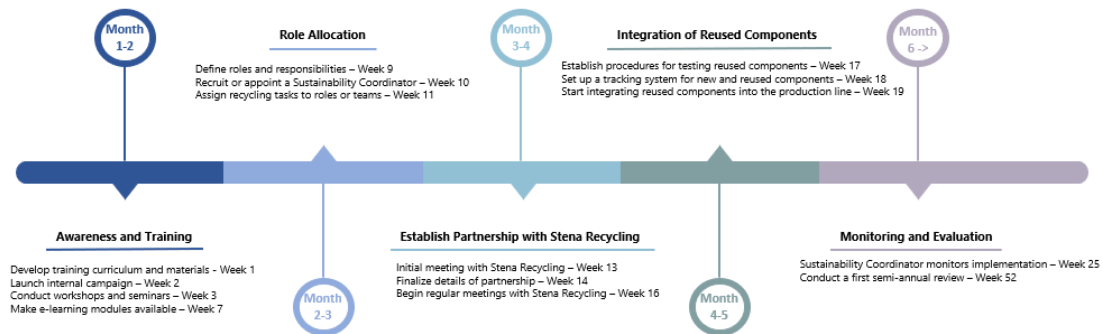 Month
1-2
Role Allocation
Define roles and responsibilities – Week 9
Recruit or appoint a Sustainability Coordinator – Week 10
Assign recycling tasks to roles or teams – Week 11
Month
3-4
Integration of Reused Components
Establish procedures for testing reused components – Week 17
Set up a tracking system for new and reused components – Week 18
Start integrating reused components into the production line – Week 19
Month
6 ->
Awareness and Training
Develop training curriculum and materials - Week 1
Launch internal campaign – Week 2
Conduct workshops and seminars – Week 3
Make e-learning modules available – Week 7
Month
2-3
Establish Partnership with Stena Recycling
Initial meeting with Stena Recycling – Week 13
Finalize details of partnership – Week 14
Begin regular meetings with Stena Recycling – Week 16
Month
4-5
Monitoring and Evaluation
Sustainability Coordinator monitors implementation – Week 25
Conduct a first semi-annual review – Week 52